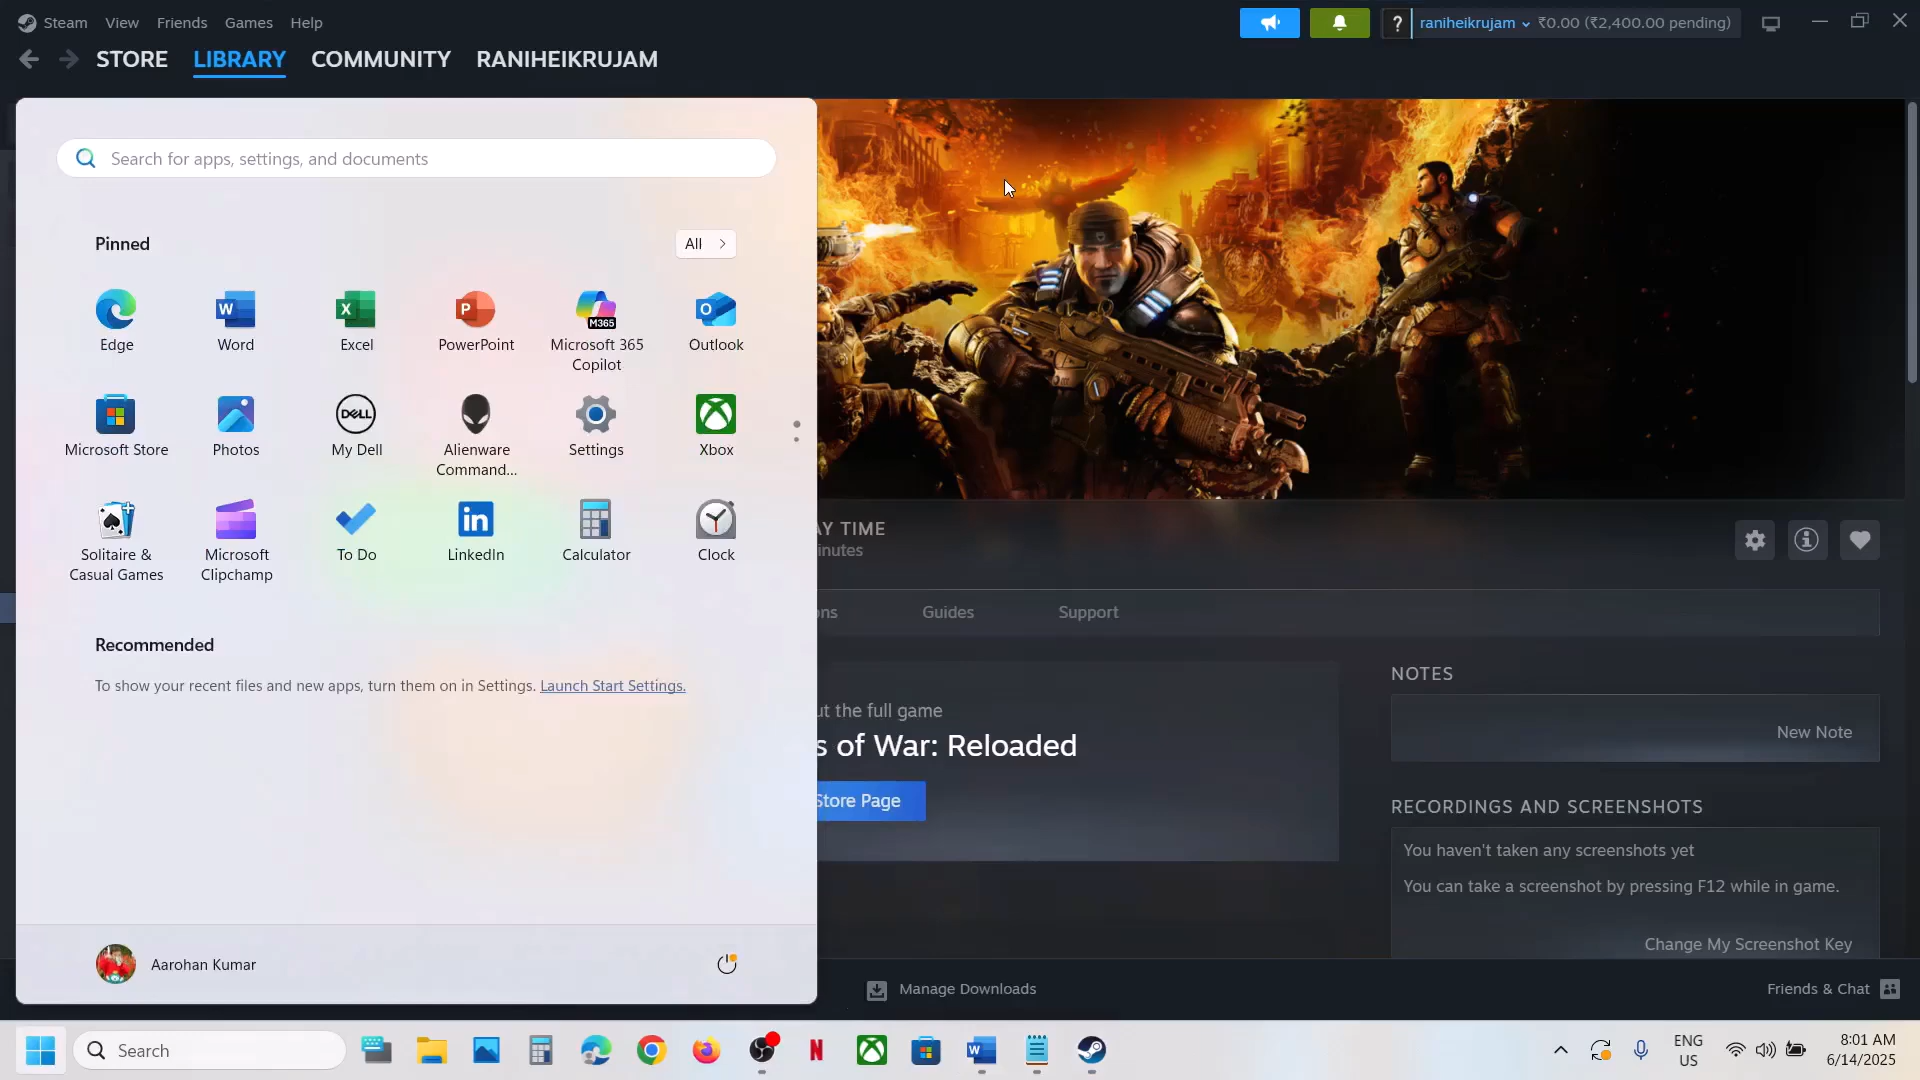 Steam View Friends Games Help
? raniheikrujam ₹0.00 (₹2,400.00 pending)
STORE LIBRARY COMMUNITY RANIHEIKRUJAM
Search for apps, settings, and documents
Pinned
All
Edge
Word
Excel
PowerPoint
Microsoft 365
Copilot
Outlook
Microsoft Store
Photos
My Dell
Alienware
Command...
Settings
Xbox
Solitaire &
Casual Games
Microsoft
Clipchamp
To Do
LinkedIn
Calculator
Clock
Recommended
To show your recent files and new apps, turn them on in Settings. Launch Start Settings.
Aarohan Kumar
AY TIME
inutes
ons Guides Support
ut the full game
s of War: Reloaded
Store Page
NOTES
New Note
RECORDINGS AND SCREENSHOTS
You haven't taken any screenshots yet
You can take a screenshot by pressing F12 while in game.
Change My Screenshot Key
Manage Downloads
Friends & Chat
Search
ENG
US
8:01 AM
6/14/2025